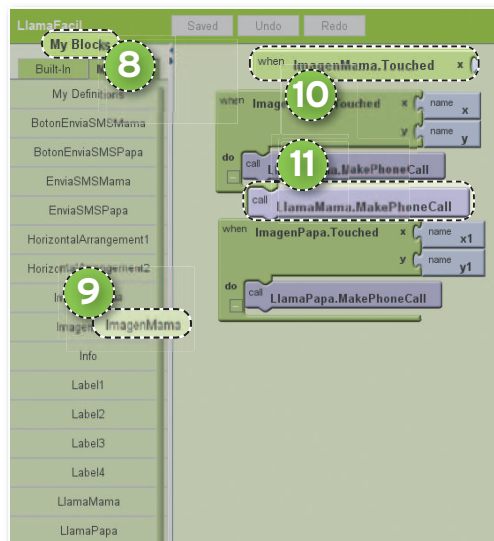 LlamaFacil Saved Undo Redo
My Blocks
8
Built-In
when ImagenMama.Touched x
My Definitions
10
when x name x
y name y
BotonEnviaSMSMama
BotonEnviaSMSPapa
do call MakePhoneCall
11
EnviaSMSMama
call LlamaMama.MakePhoneCall
EnviaSMSPapa
when ImagenPapa.Touched x name x1
y name y1
HorizontalArrangement1
HorizontalArrangement2
do call LlamaPapa.MakePhoneCall
9
ImagenMama
Info
Label1
Label2
Label3
Label4
LlamaMama
LlamaPapa